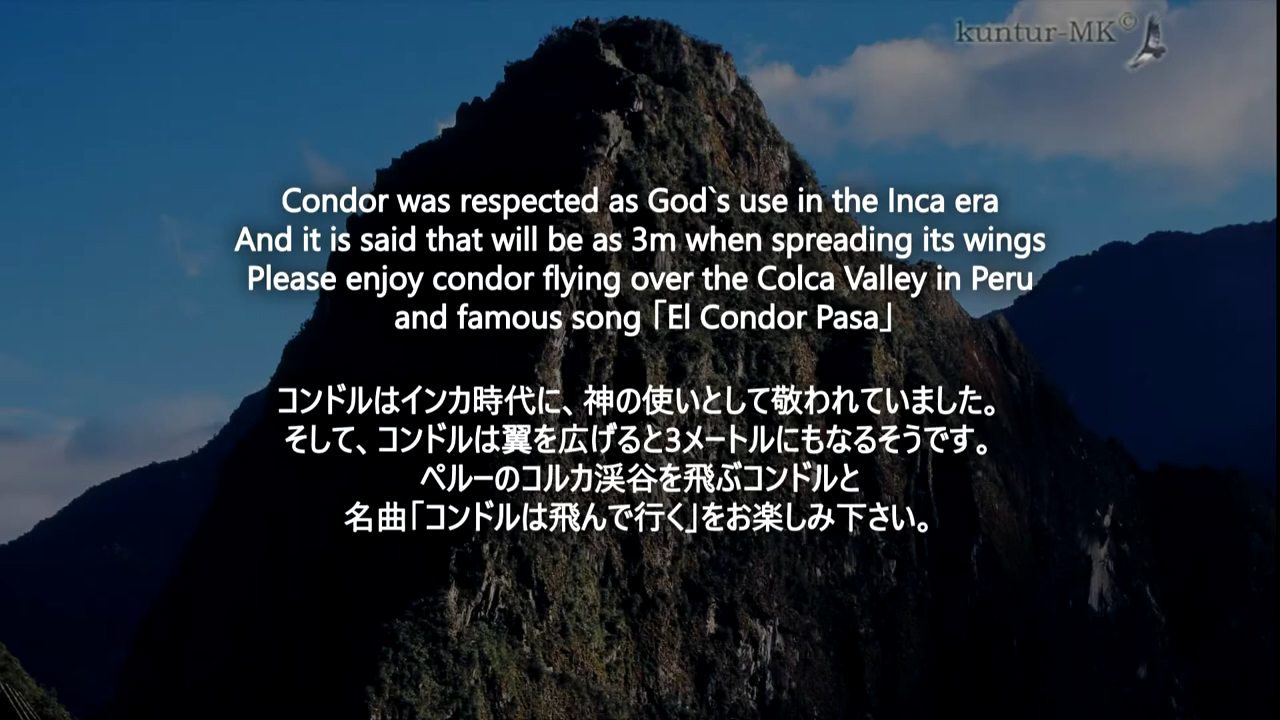 kuntur-MK©
Condor was respected as God`s use in the Inca era
And it is said that will be as 3m when spreading its wings
Please enjoy condor flying over the Colca Valley in Peru
and famous song「El Condor Pasa」
コンドルはインカ時代に、神の使いとして敬われていました。
そして、コンドルは翼を広げると3メートルにもなるそうです。
ペルーのコルカ渓谷を飛ぶコンドルと
名曲「コンドルは飛んで行く」をお楽しみ下さい。